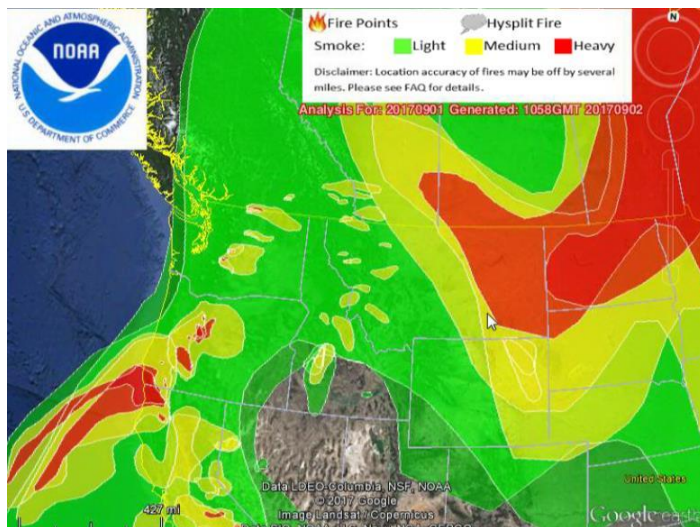 NATIONAL OCEANIC AND ATMOSPHERIC ADMINISTRATION
NOAA
U.S. DEPARTMENT OF COMMERCE
Fire Points Hysplit Fire
Smoke: Light Medium Heavy
Disclaimer: Location accuracy of fires may be off by several
miles. Please see FAQ for details.
N
Analysis For: 20170901 Generated: 1058GMT 20170902
United States
Data LDEO-Columbia, NSF, NOAA
© 2017 Google
Image Landsat / Copernicus
427 mi
Google earth